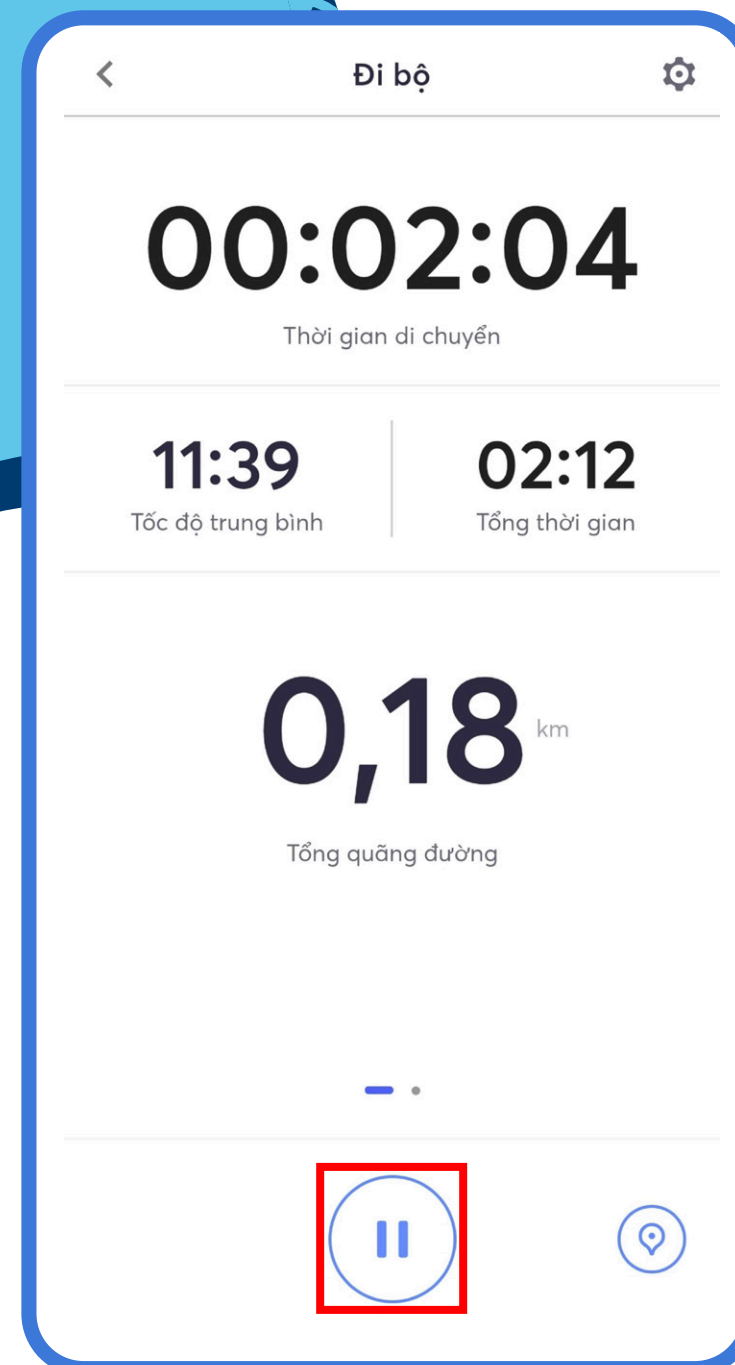 Đi bộ
00:02:04
Thời gian di chuyển
11:39
02:12
Tốc độ trung bình
Tổng thời gian
0,18 km
Tổng quãng đường